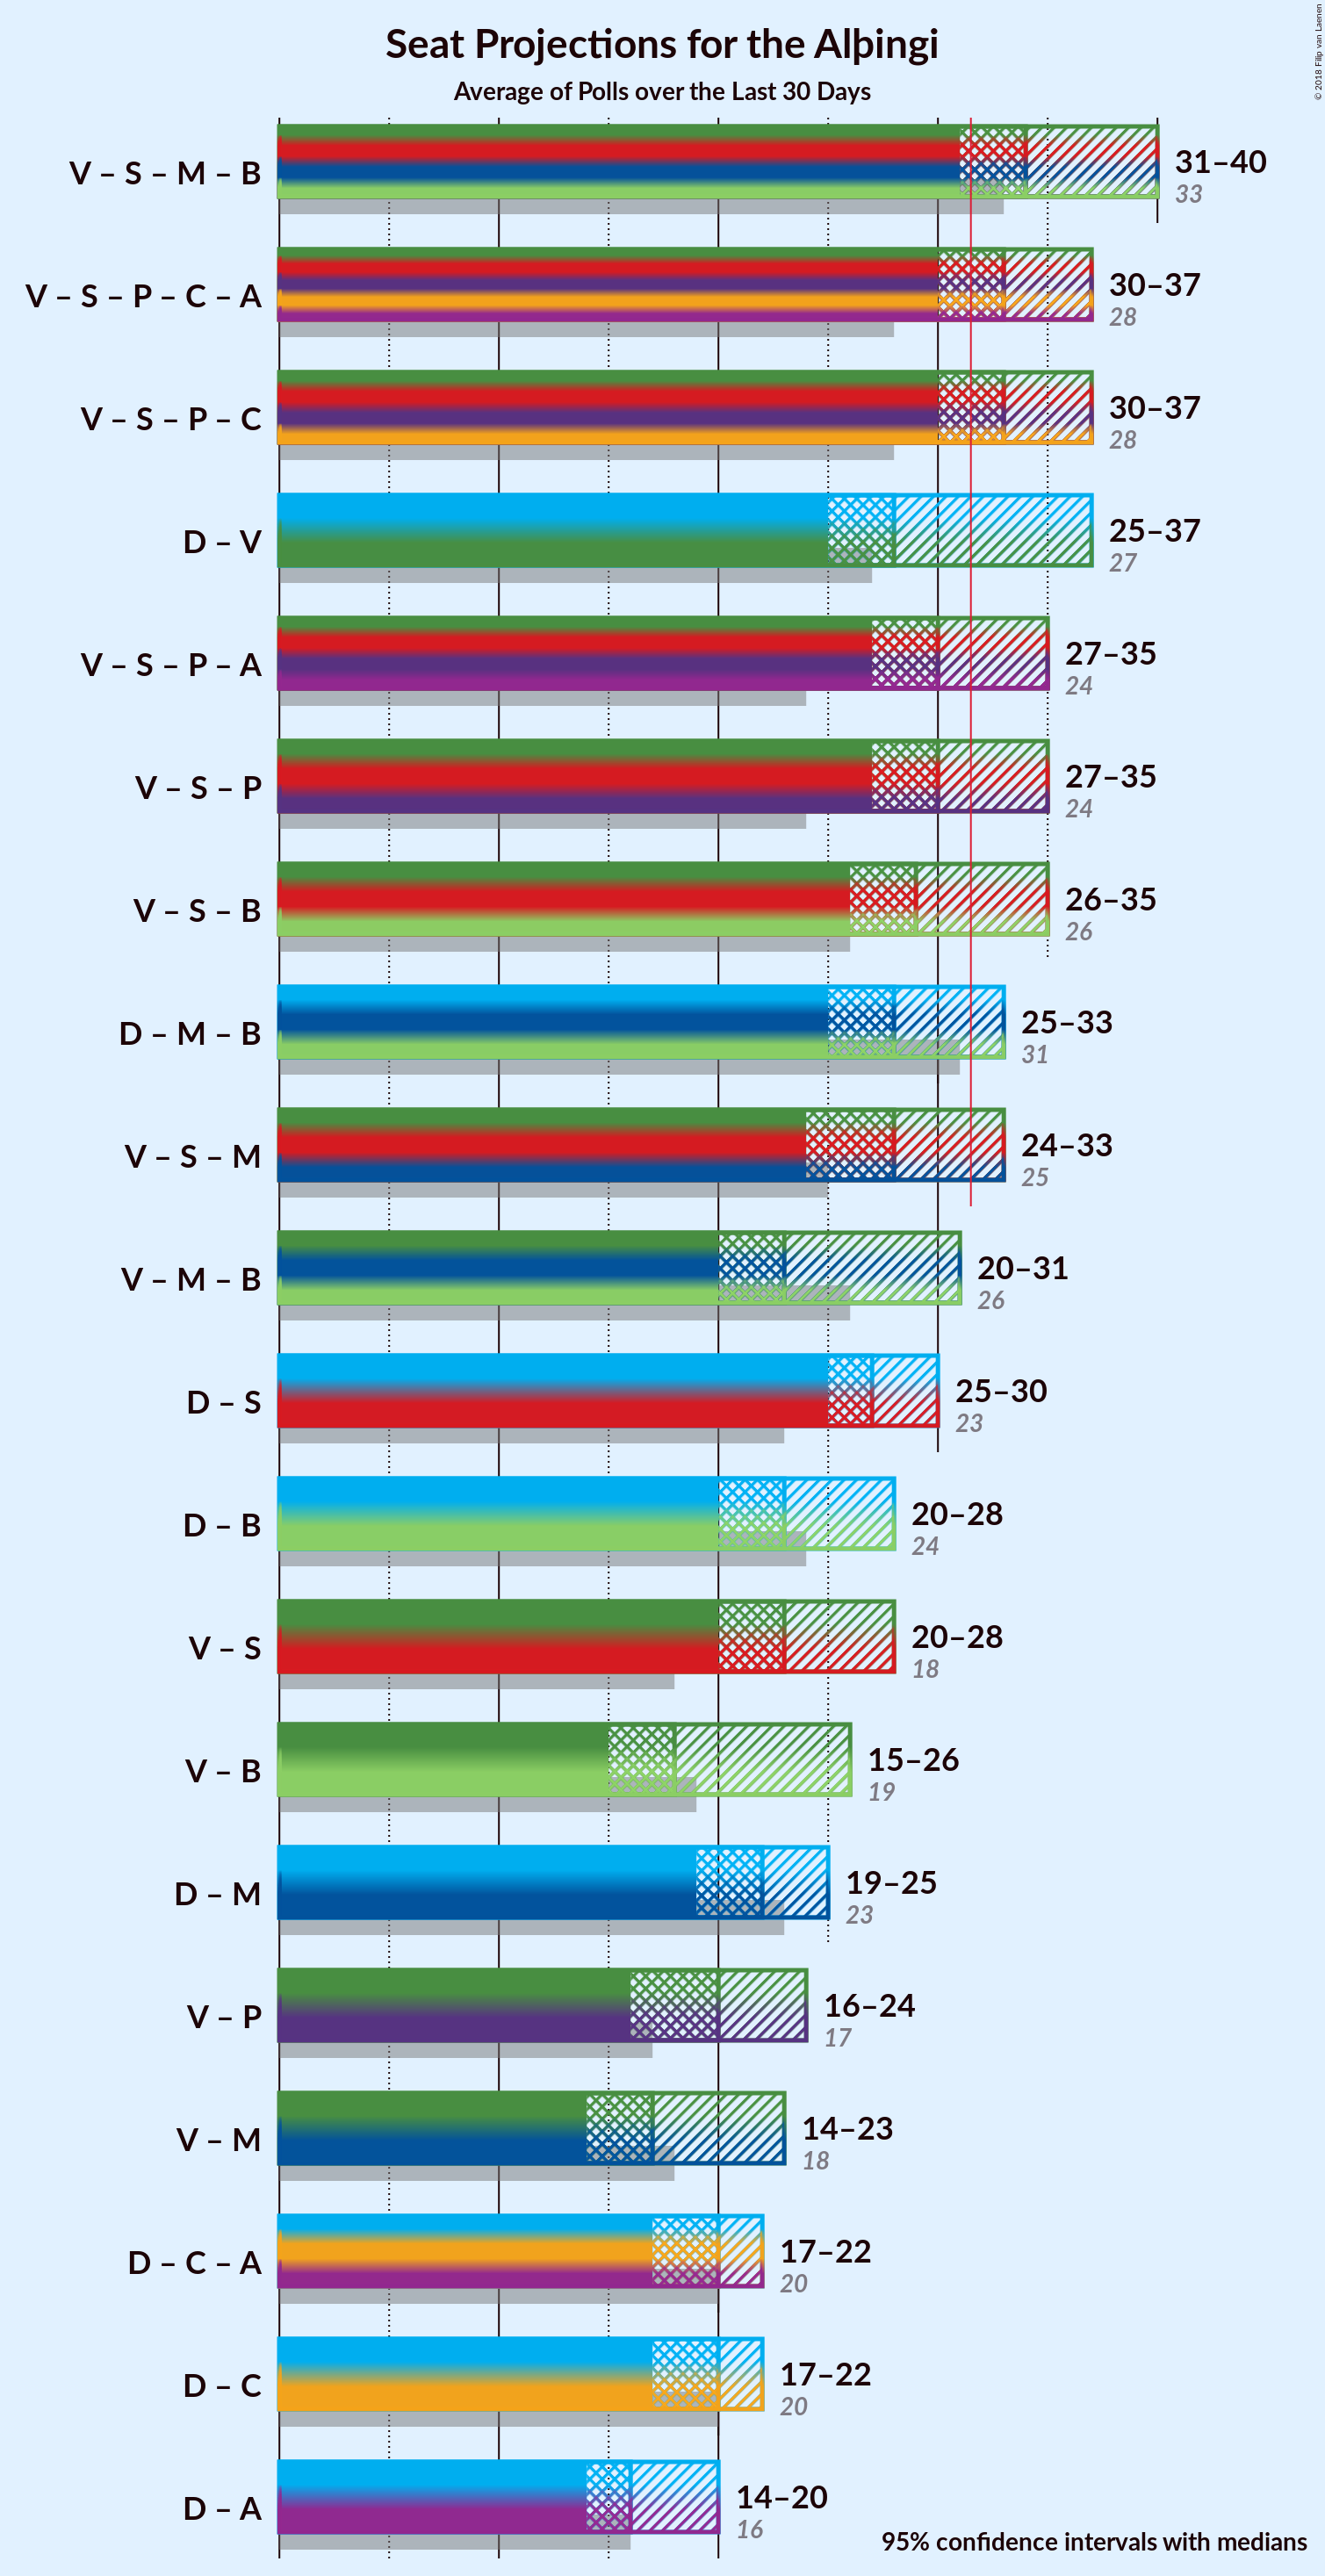 Seat Projections for the Alþingi
Average of Polls over the Last 30 Days
© 2018 Filip van Laenen
V – S – M – B
31–40
33
V – S – P – C – A
30–37
28
V – S – P – C
30–37
28
D – V
25–37
27
V – S – P – A
27–35
24
V – S – P
27–35
24
V – S – B
26–35
26
D – M – B
25–33
31
V – S – M
24–33
25
V – M – B
20–31
26
D – S
25–30
23
D – B
20–28
24
V – S
20–28
18
V – B
15–26
19
D – M
19–25
23
V – P
16–24
17
V – M
14–23
18
D – C – A
17–22
20
D – C
17–22
20
D – A
14–20
16
95% confidence intervals with medians